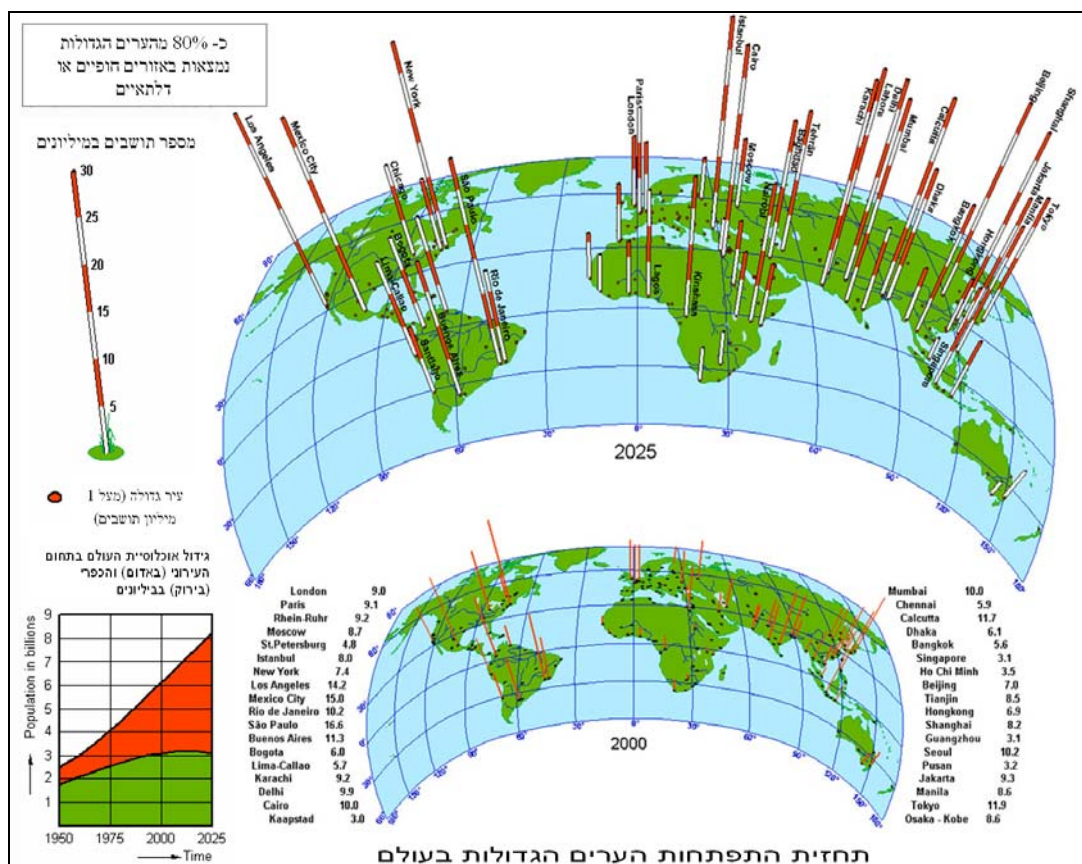 כ- 80% מהערים הגדולות
נמצאות באזורים חופיים או
דלתאיים
מספר תושבים במיליונים
30
25
20
15
10
5
עיר גדולה (מעל 1
מיליון תושבים)
Los Angeles
Mexico City
New York
Chicago
Bogota
Lima-Callao
Santiago
São Paulo
Buenos Aires
Rio de Janeiro
London
Paris
Lagos
Istanbul
Cairo
Moscow
Kinshasa
Nairobi
Baghdad
Tehran
Karachi
Lahore
Delhi
Mumbai
Calcutta
Dhaka
Bangkok
Beijing
Shanghai
Hongkong
Jakarta
Manila
Tokyo
Singapore
2025
גידול אוכלוסיית העולם בתחום
העירוני (באדום) והכפרי
(בירוק) בביליונים
Population in billions
9
8
7
6
5
4
3
2
1
1950 1975 2000 2025
Time
London 9.0
Paris 9.1
Rhein-Ruhr 9.2
Moscow 8.7
St.Petersburg 4.8
Istanbul 8.0
New York 7.4
Los Angeles 14.2
Mexico City 15.0
Rio de Janeiro 10.2
São Paulo 16.6
Buenos Aires 11.3
Bogota 6.0
Lima-Callao 5.7
Karachi 9.2
Delhi 9.9
Cairo 10.0
Kaapstad 3.0
2000
Mumbai 10.0
Chennai 5.9
Calcutta 11.7
Dhaka 6.1
Bangkok 5.6
Singapore 3.1
Ho Chi Minh 3.5
Beijing 7.0
Tianjin 8.5
Hongkong 6.9
Shanghai 8.2
Guangzhou 3.1
Seoul 10.2
Pusan 3.2
Jakarta 9.3
Manila 8.6
Tokyo 11.9
Osaka - Kobe 8.6
תחזית התפתחות הערים הגדולות בעולם